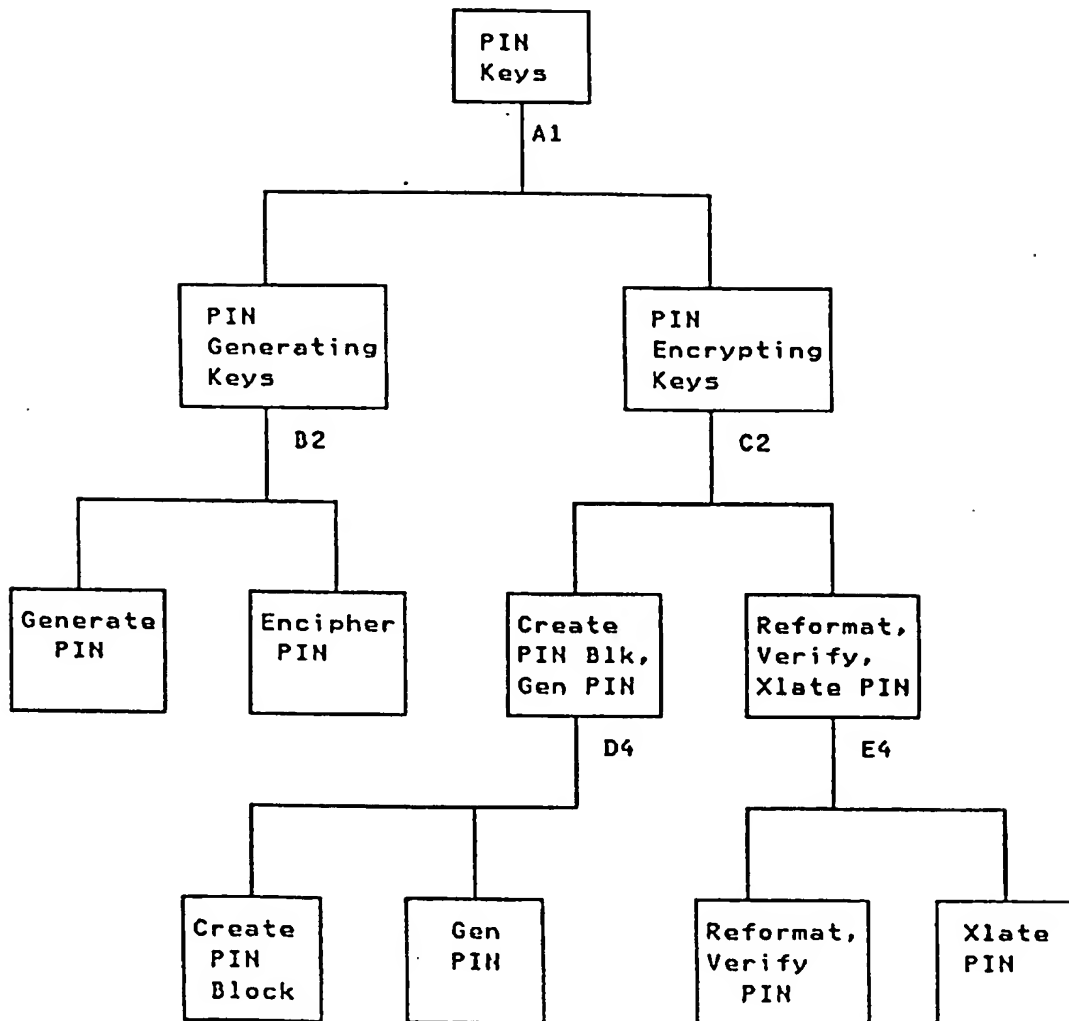 PIN
Keys
A1
PIN
Generating
Keys
PIN
Encrypting
Keys
B2
C2
Generate
PIN
Encipher
PIN
Create
PIN Blk,
Gen PIN
Reformat,
Verify,
Xlate PIN
D4
E4
Create
PIN
Block
Gen
PIN
Reformat,
Verify
PIN
Xlate
PIN